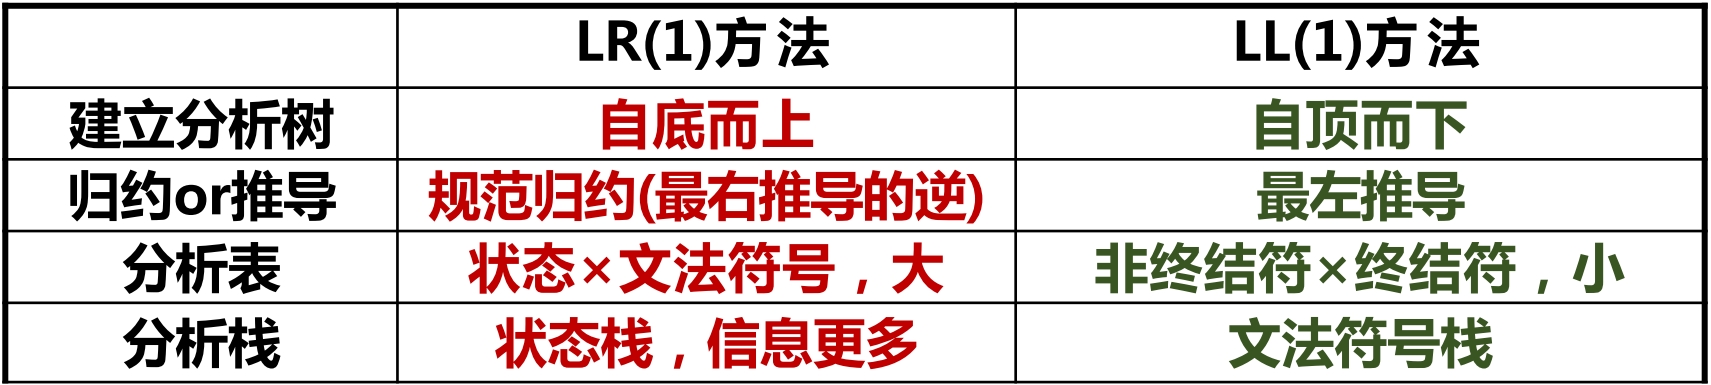 LR(1)方法 LL(1)方法
建立分析树 自底而上 自顶而下
归约or推导 规范归约(最右推导的逆) 最左推导
分析表 状态×文法符号，大 非终结符×终结符，小
分析栈 状态栈，信息更多 文法符号栈